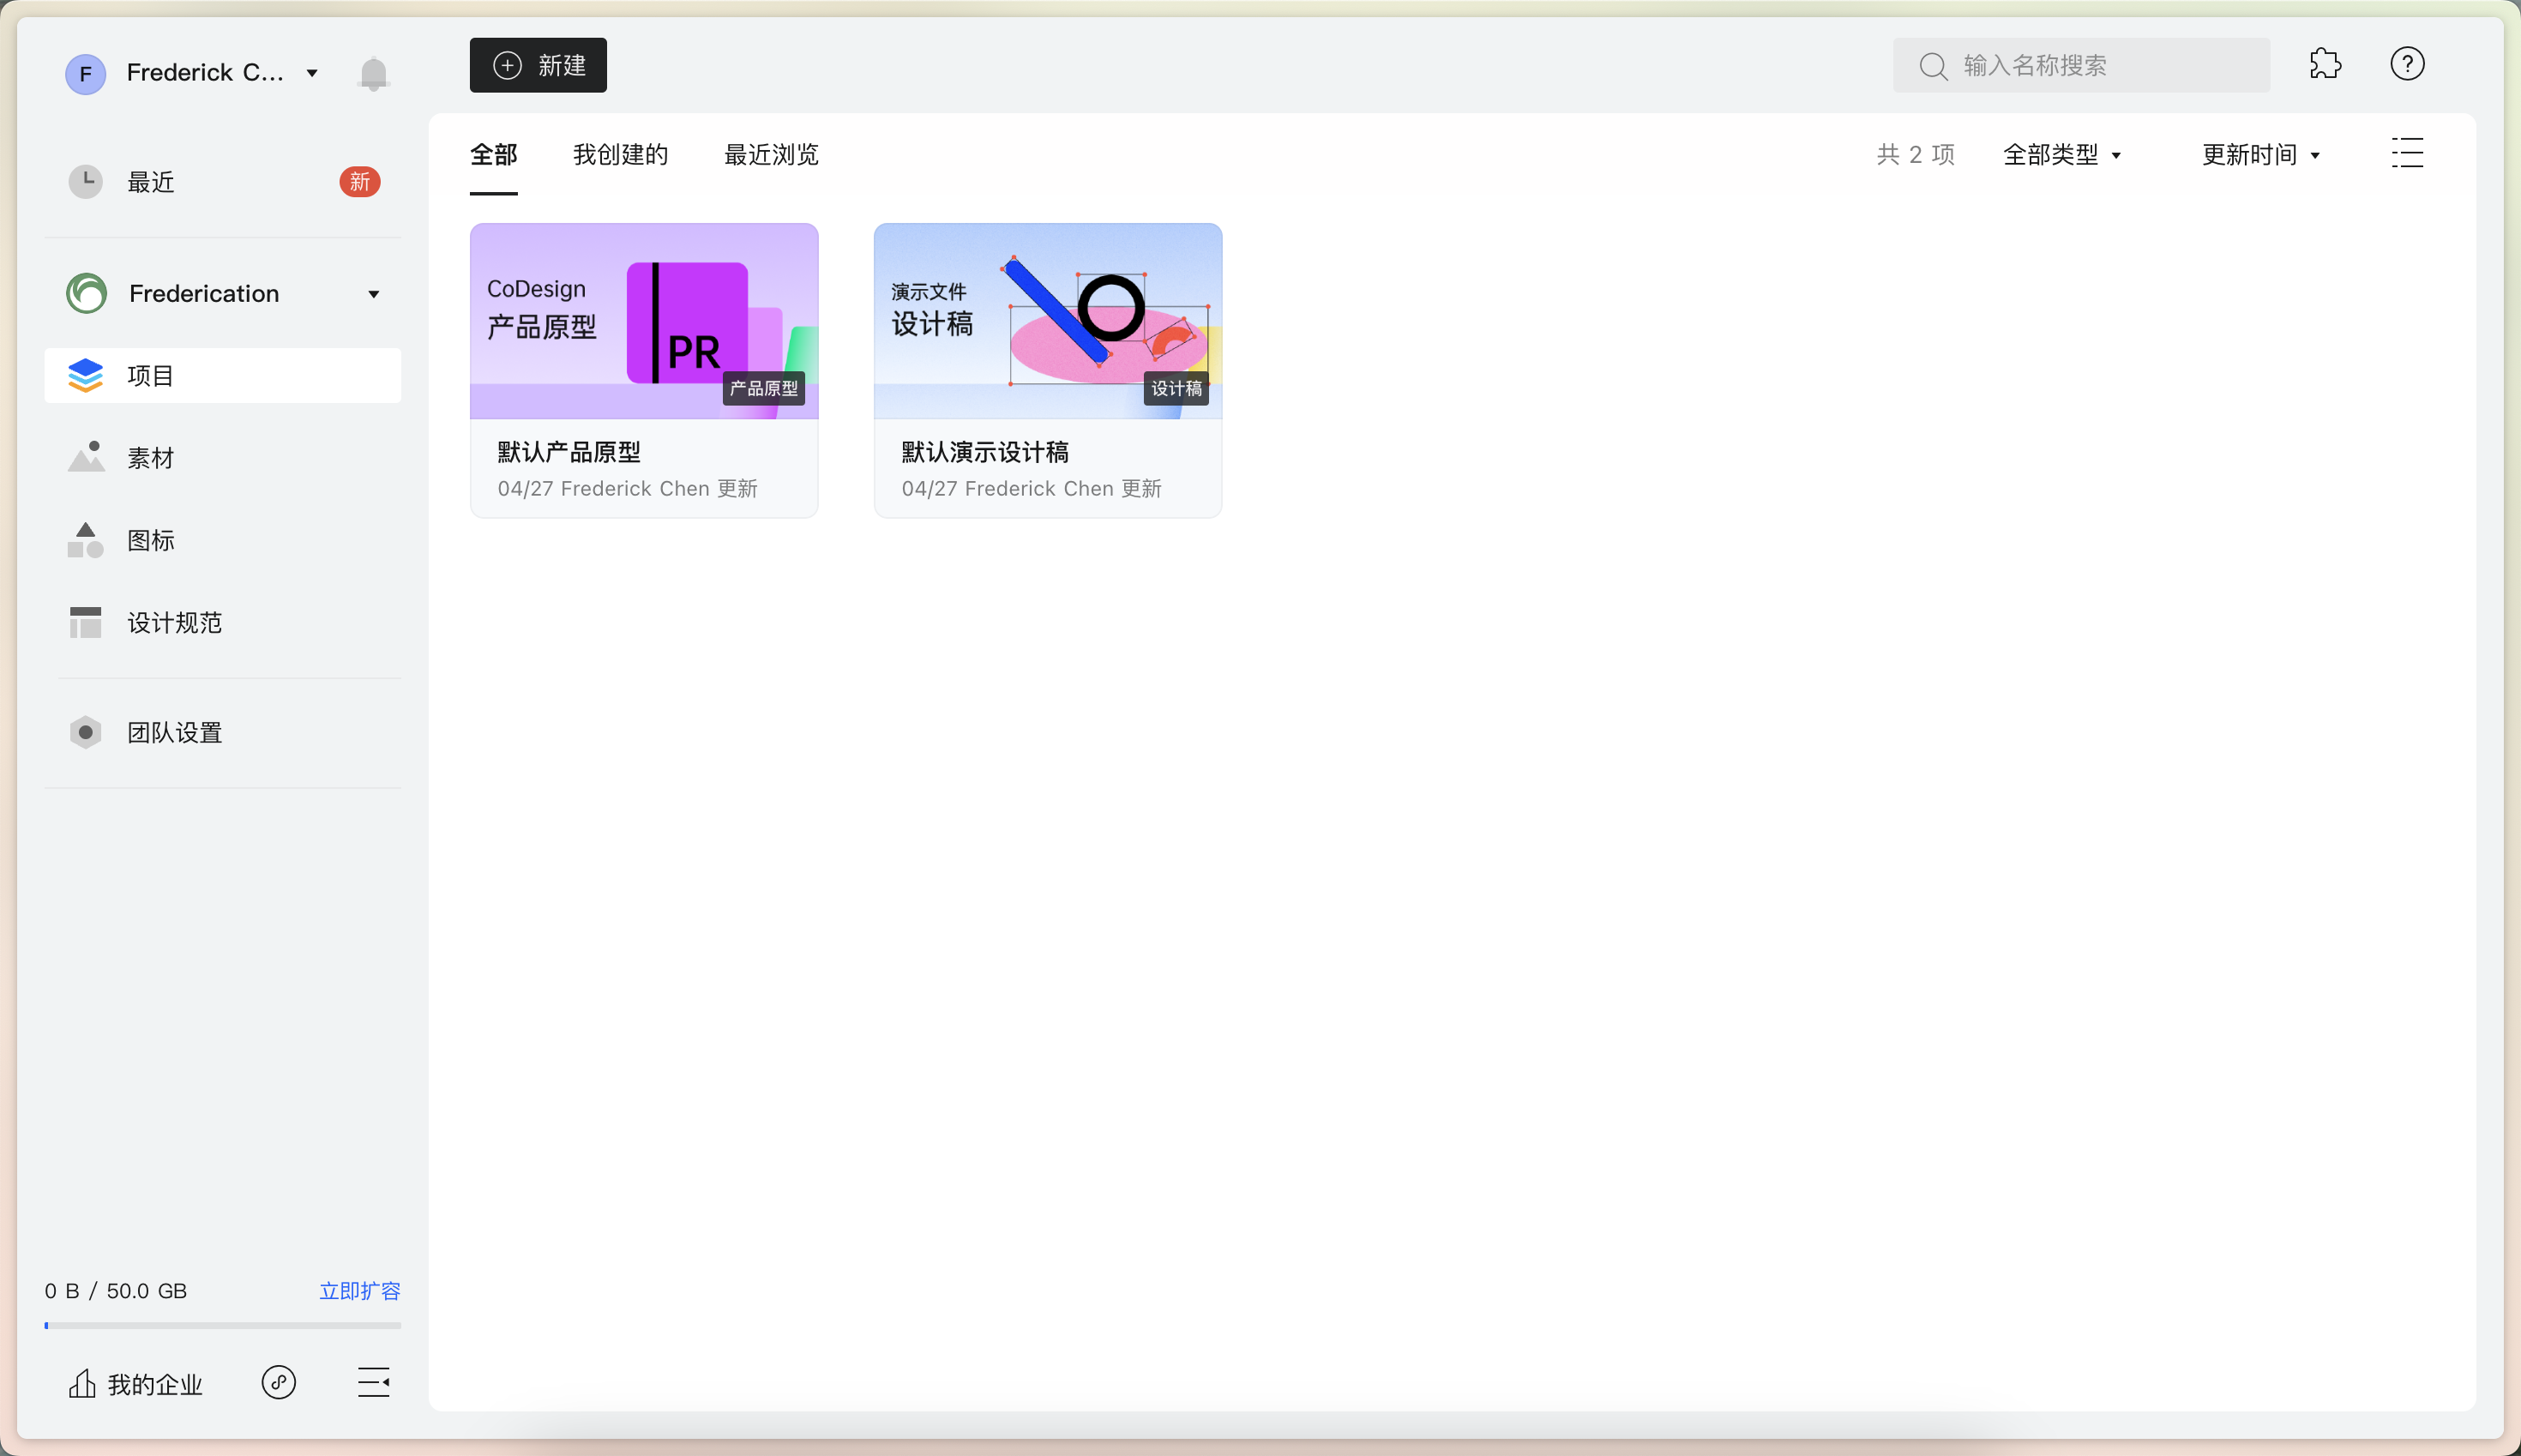 F
Frederick C...
最近
新
Frederication
项目
素材
图标
设计规范
团队设置
0 B / 50.0 GB
立即扩容
我的企业
新建
输入名称搜索
?
全部
我创建的
最近浏览
共 2 项
全部类型
更新时间
CoDesign
产品原型
PR
产品原型
默认产品原型
04/27 Frederick Chen 更新
演示文件
设计稿
设计稿
默认演示设计稿
04/27 Frederick Chen 更新